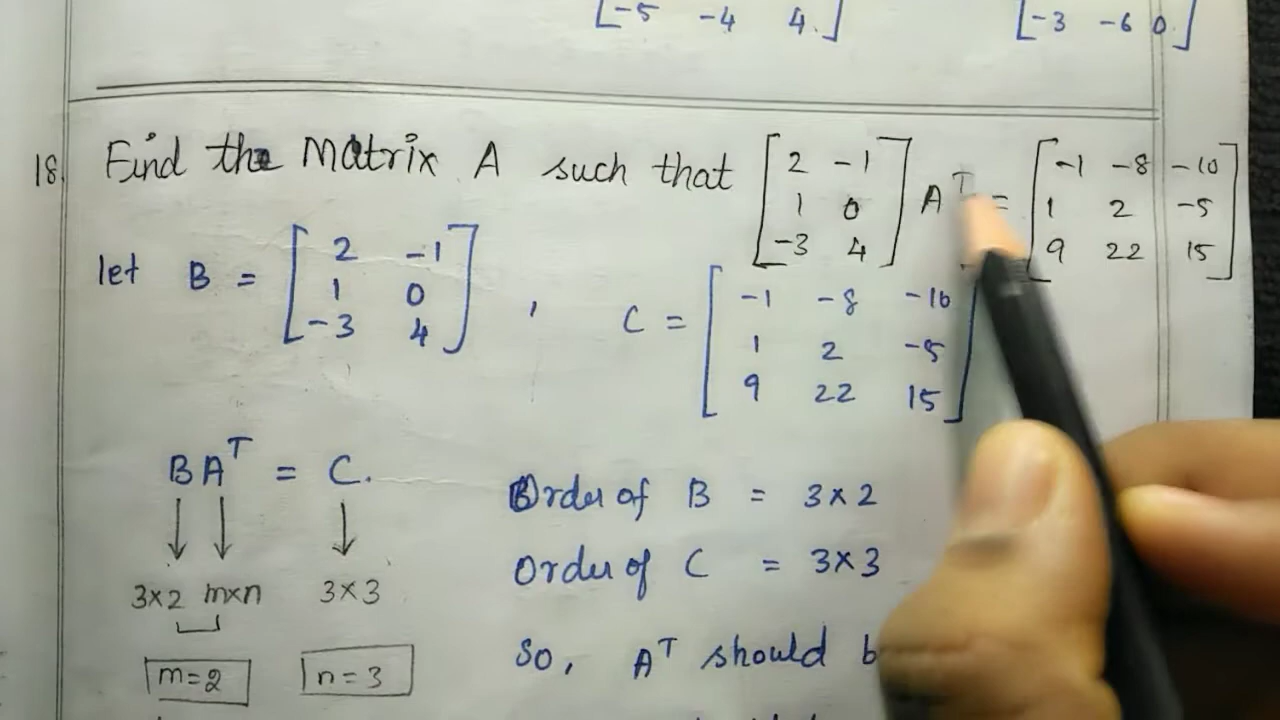 [-5 -4 4.] [-3 -6 0]
18. Find the Matrix A such that [2 -1 [-1 -8 -10
1 0 A^T = 1 2 -5
-3 4] 9 22 15]
let B = [2 -1 , C = [-1 -8 -10
1 0 1 2 -5
-3 4] 9 22 15]
BA^T = C. Order of B = 3×2
3×2 m×n 3×3 Order of C = 3×3
m=2 n=3 So, A^T should b